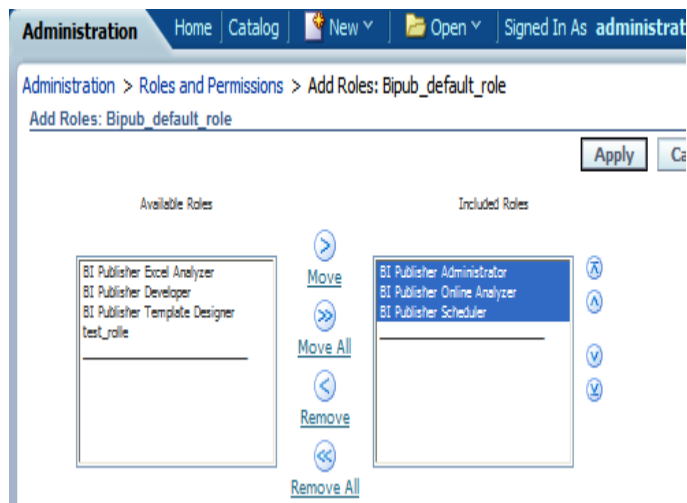 Administration Home Catalog New Open Signed In As administrat
Administration > Roles and Permissions > Add Roles: Bipub_default_role
Add Roles: Bipub_default_role
Apply Ca
Available Roles Included Roles
BI Publisher Excel Analyzer
BI Publisher Developer
BI Publisher Template Designer
test_rolle
Move
Move All
Remove
Remove All
BI Publisher Administrator
BI Publisher Online Analyzer
BI Publisher Scheduler